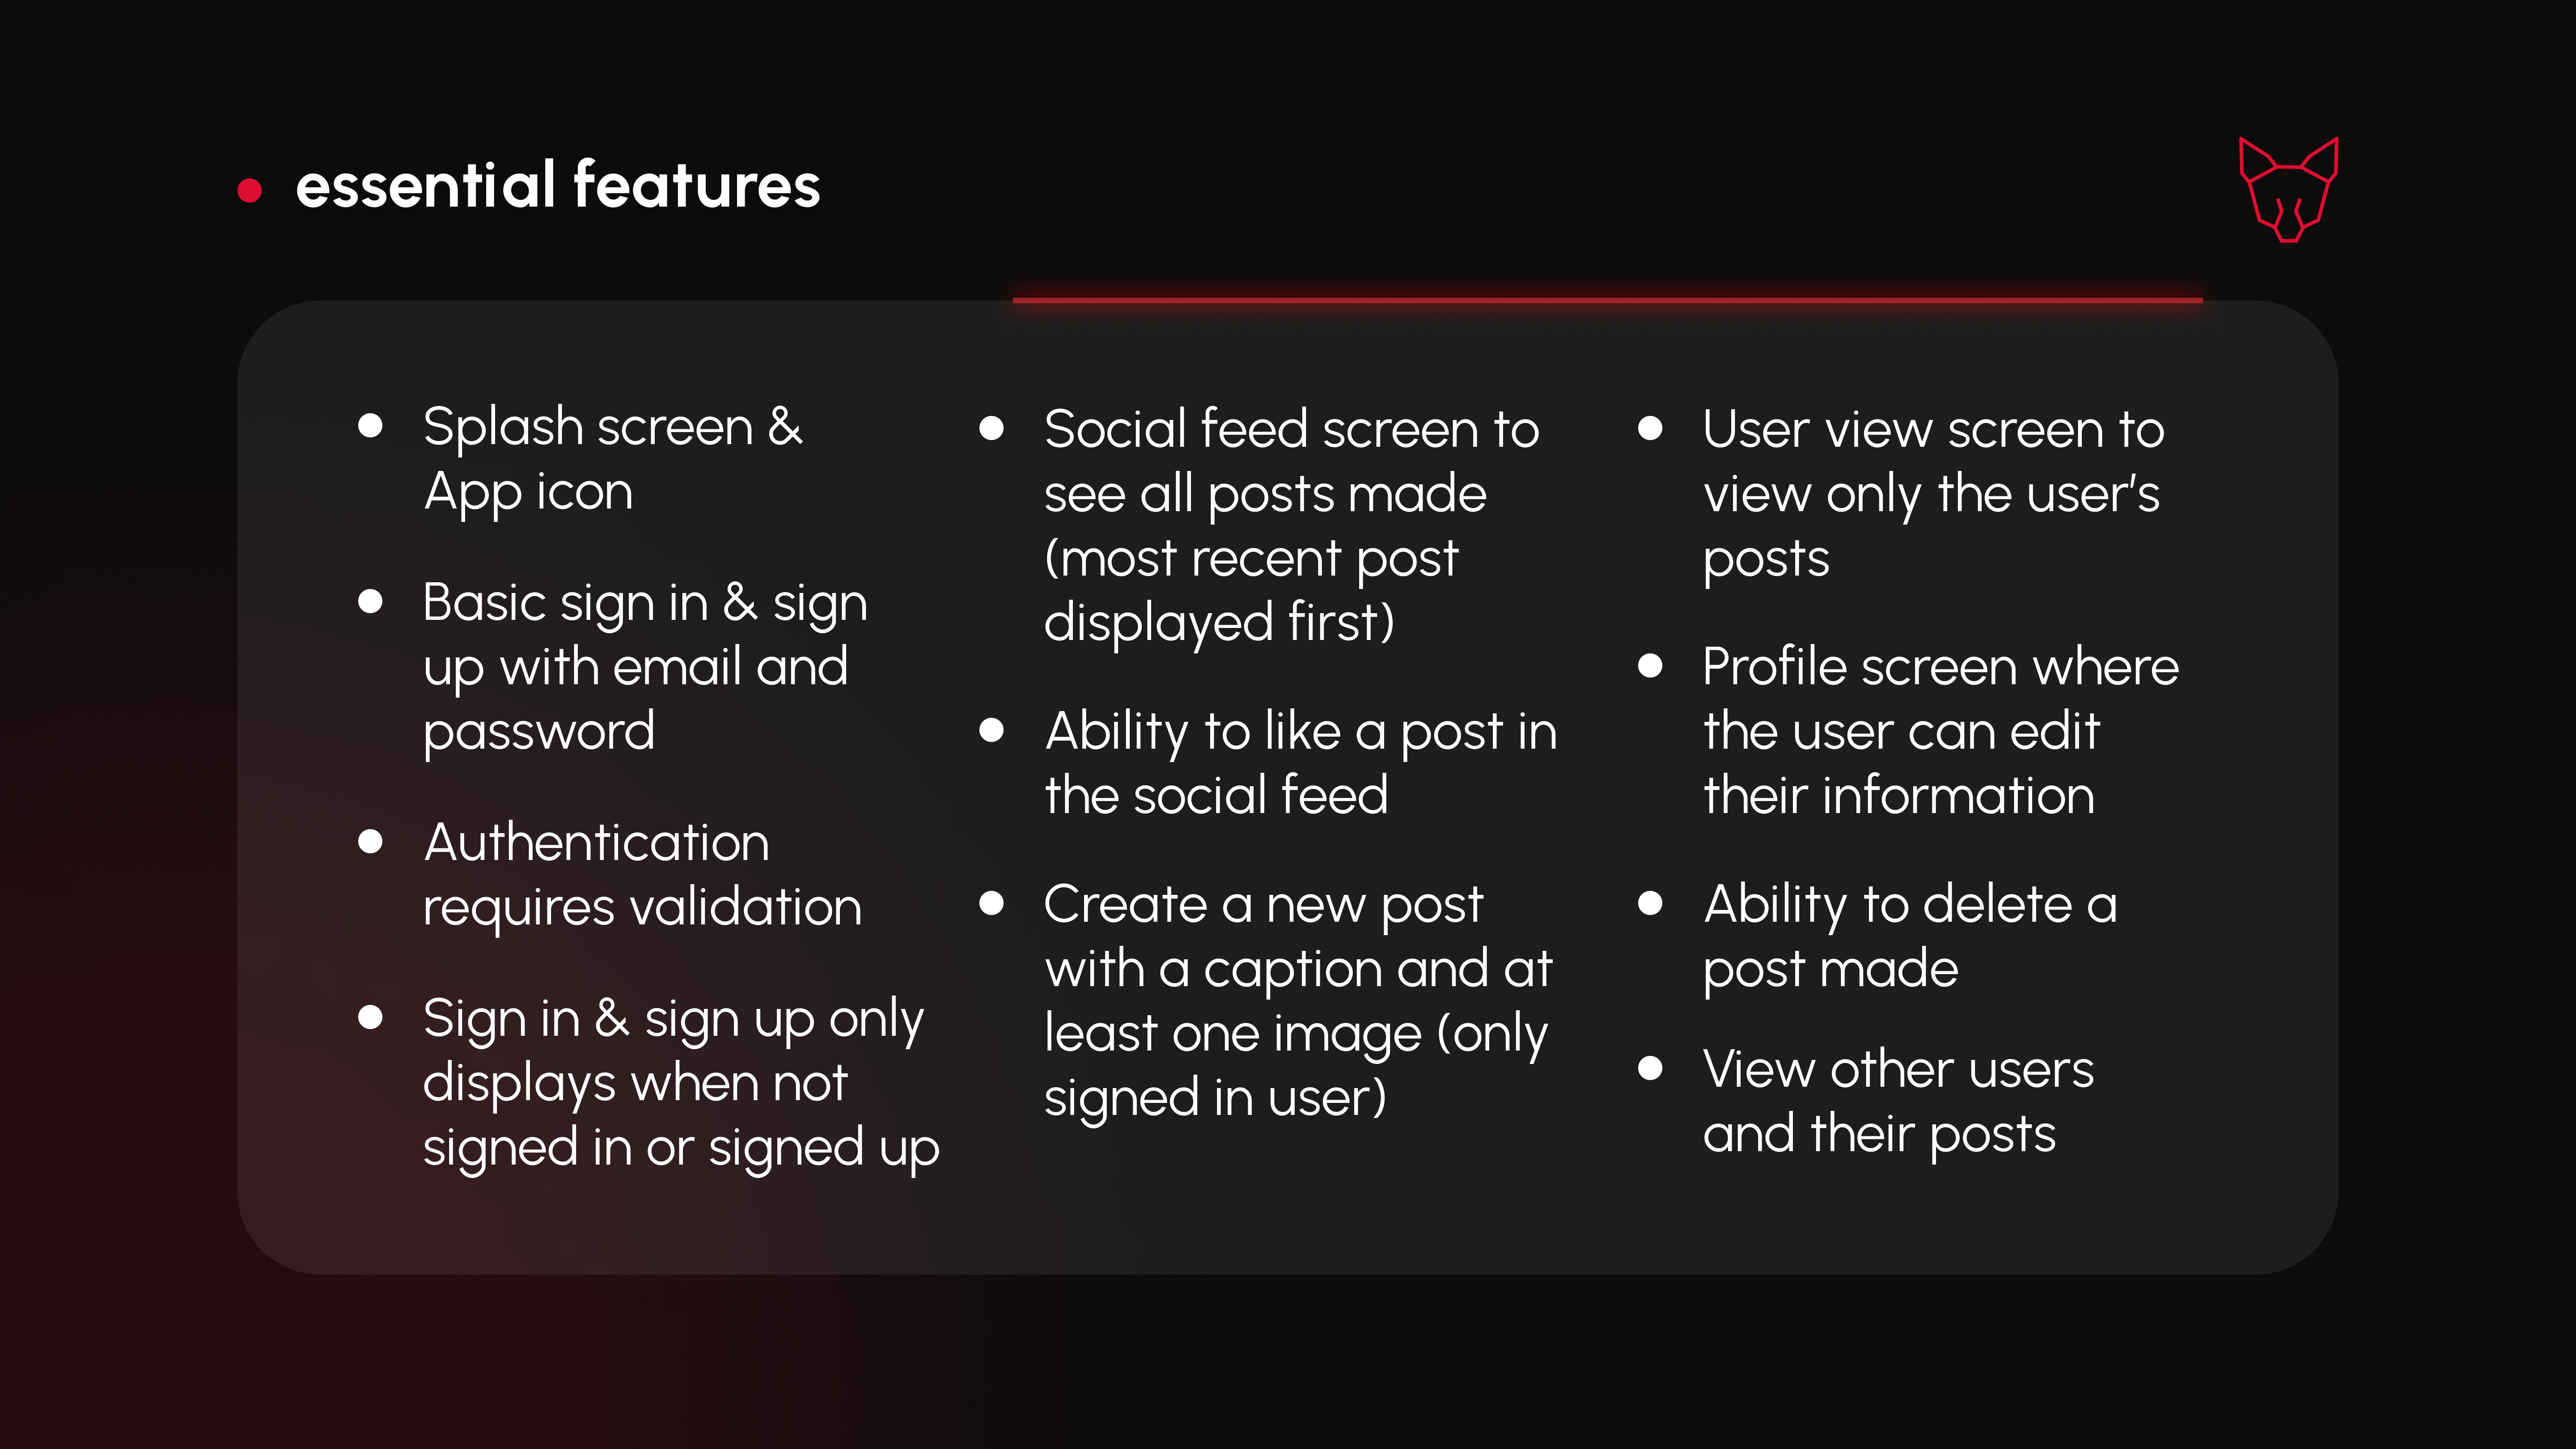 essential features
Splash screen &
App icon
Basic sign in & sign
up with email and
password
Authentication
requires validation
Sign in & sign up only
displays when not
signed in or signed up
Social feed screen to
see all posts made
(most recent post
displayed first)
Ability to like a post in
the social feed
Create a new post
with a caption and at
least one image (only
signed in user)
User view screen to
view only the user's
posts
Profile screen where
the user can edit
their information
Ability to delete a
post made
View other users
and their posts